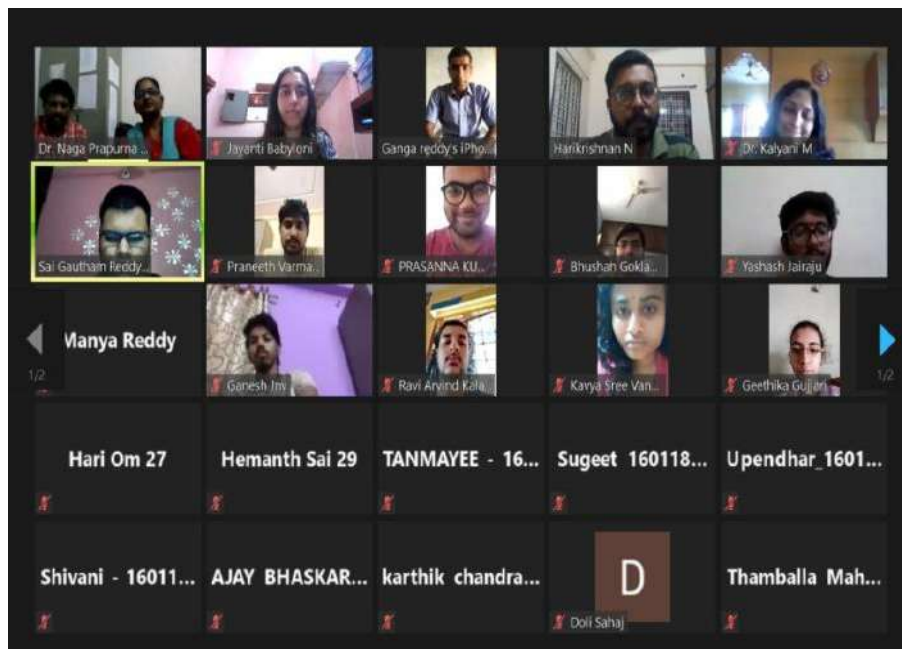 Dr. Naga Prapurna ...
Jayanti Babyloni
Ganga reddy's iPho...
Harikrishnan N
Dr. Kalyani M
Sai Gautham Reddy...
Praneeth Varma...
PRASANNA KU...
Bhushan Gokla...
Yashash Jairaju
Manya Reddy
Ganesh Jnv
Ravi Arvind Kala...
Kavya Sree Van...
Geethika Gujjari
1/2
1/2
Hari Om 27
Hemanth Sai 29
TANMAYEE - 16...
Sugeet 160118...
Upendhar_1601...
Shivani - 16011...
AJAY BHASKAR...
karthik chandra...
D
Doli Sahaj
Thamballa Mah...